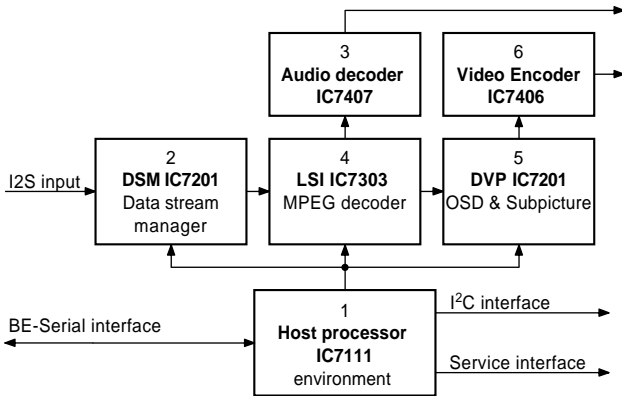 3
Audio decoder
IC7407
6
Video Encoder
IC7406
I2S input
2
DSM IC7201
Data stream
manager
4
LSI IC7303
MPEG decoder
5
DVP IC7201
OSD & Subpicture
BE-Serial interface
1
Host processor
IC7111
environment
I²C interface
Service interface